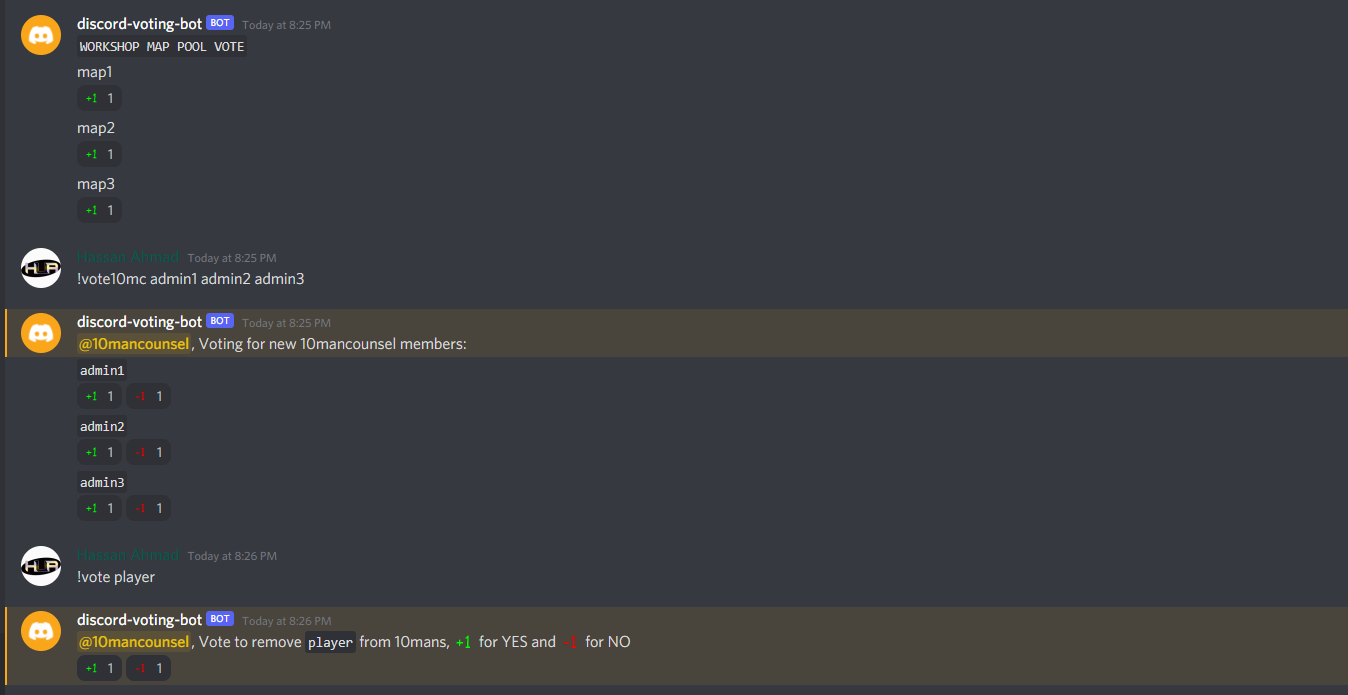 discord-voting-bot BOT Today at 8:25 PM
WORKSHOP MAP POOL VOTE
map1
+1 1
map2
+1 1
map3
+1 1
Hassan Ahmad Today at 8:25 PM
!vote10mc admin1 admin2 admin3
discord-voting-bot BOT Today at 8:25 PM
@10mancounsel, Voting for new 10mancounsel members:
admin1
+1 1 -1 1
admin2
+1 1 -1 1
admin3
+1 1 -1 1
Hassan Ahmad Today at 8:26 PM
!vote player
discord-voting-bot BOT Today at 8:26 PM
@10mancounsel, Vote to remove player from 10mans, +1 for YES and -1 for NO
+1 1 -1 1